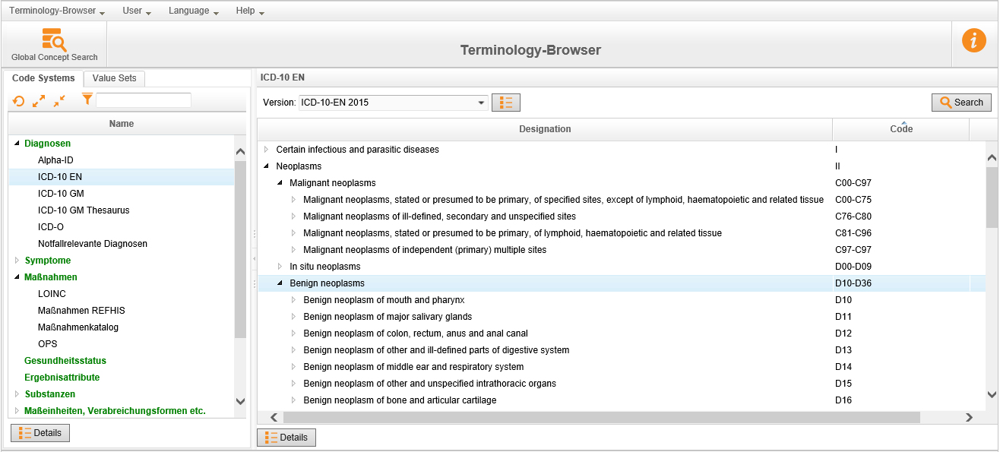 Terminology-Browser User Language Help
Global Concept Search
Terminology-Browser
i
Code Systems Value Sets
Name
Diagnosen
Alpha-ID
ICD-10 EN
ICD-10 GM
ICD-10 GM Thesaurus
ICD-O
Notfallrelevante Diagnosen
Symptome
Maßnahmen
LOINC
Maßnahmen REFHIS
Maßnahmenkatalog
OPS
Gesundheitsstatus
Ergebnisattribute
Substanzen
Maßeinheiten, Verabreichungsformen etc.
Details
ICD-10 EN
Version: ICD-10-EN 2015 Search
Designation Code
Certain infectious and parasitic diseases I
Neoplasms II
Malignant neoplasms C00-C97
Malignant neoplasms, stated or presumed to be primary, of specified sites, except of lymphoid, haematopoietic and related tissue C00-C75
Malignant neoplasms of ill-defined, secondary and unspecified sites C76-C80
Malignant neoplasms, stated or presumed to be primary, of lymphoid, haematopoietic and related tissue C81-C96
Malignant neoplasms of independent (primary) multiple sites C97-C97
In situ neoplasms D00-D09
Benign neoplasms D10-D36
Benign neoplasm of mouth and pharynx D10
Benign neoplasm of major salivary glands D11
Benign neoplasm of colon, rectum, anus and anal canal D12
Benign neoplasm of other and ill-defined parts of digestive system D13
Benign neoplasm of middle ear and respiratory system D14
Benign neoplasm of other and unspecified intrathoracic organs D15
Benign neoplasm of bone and articular cartilage D16
Details